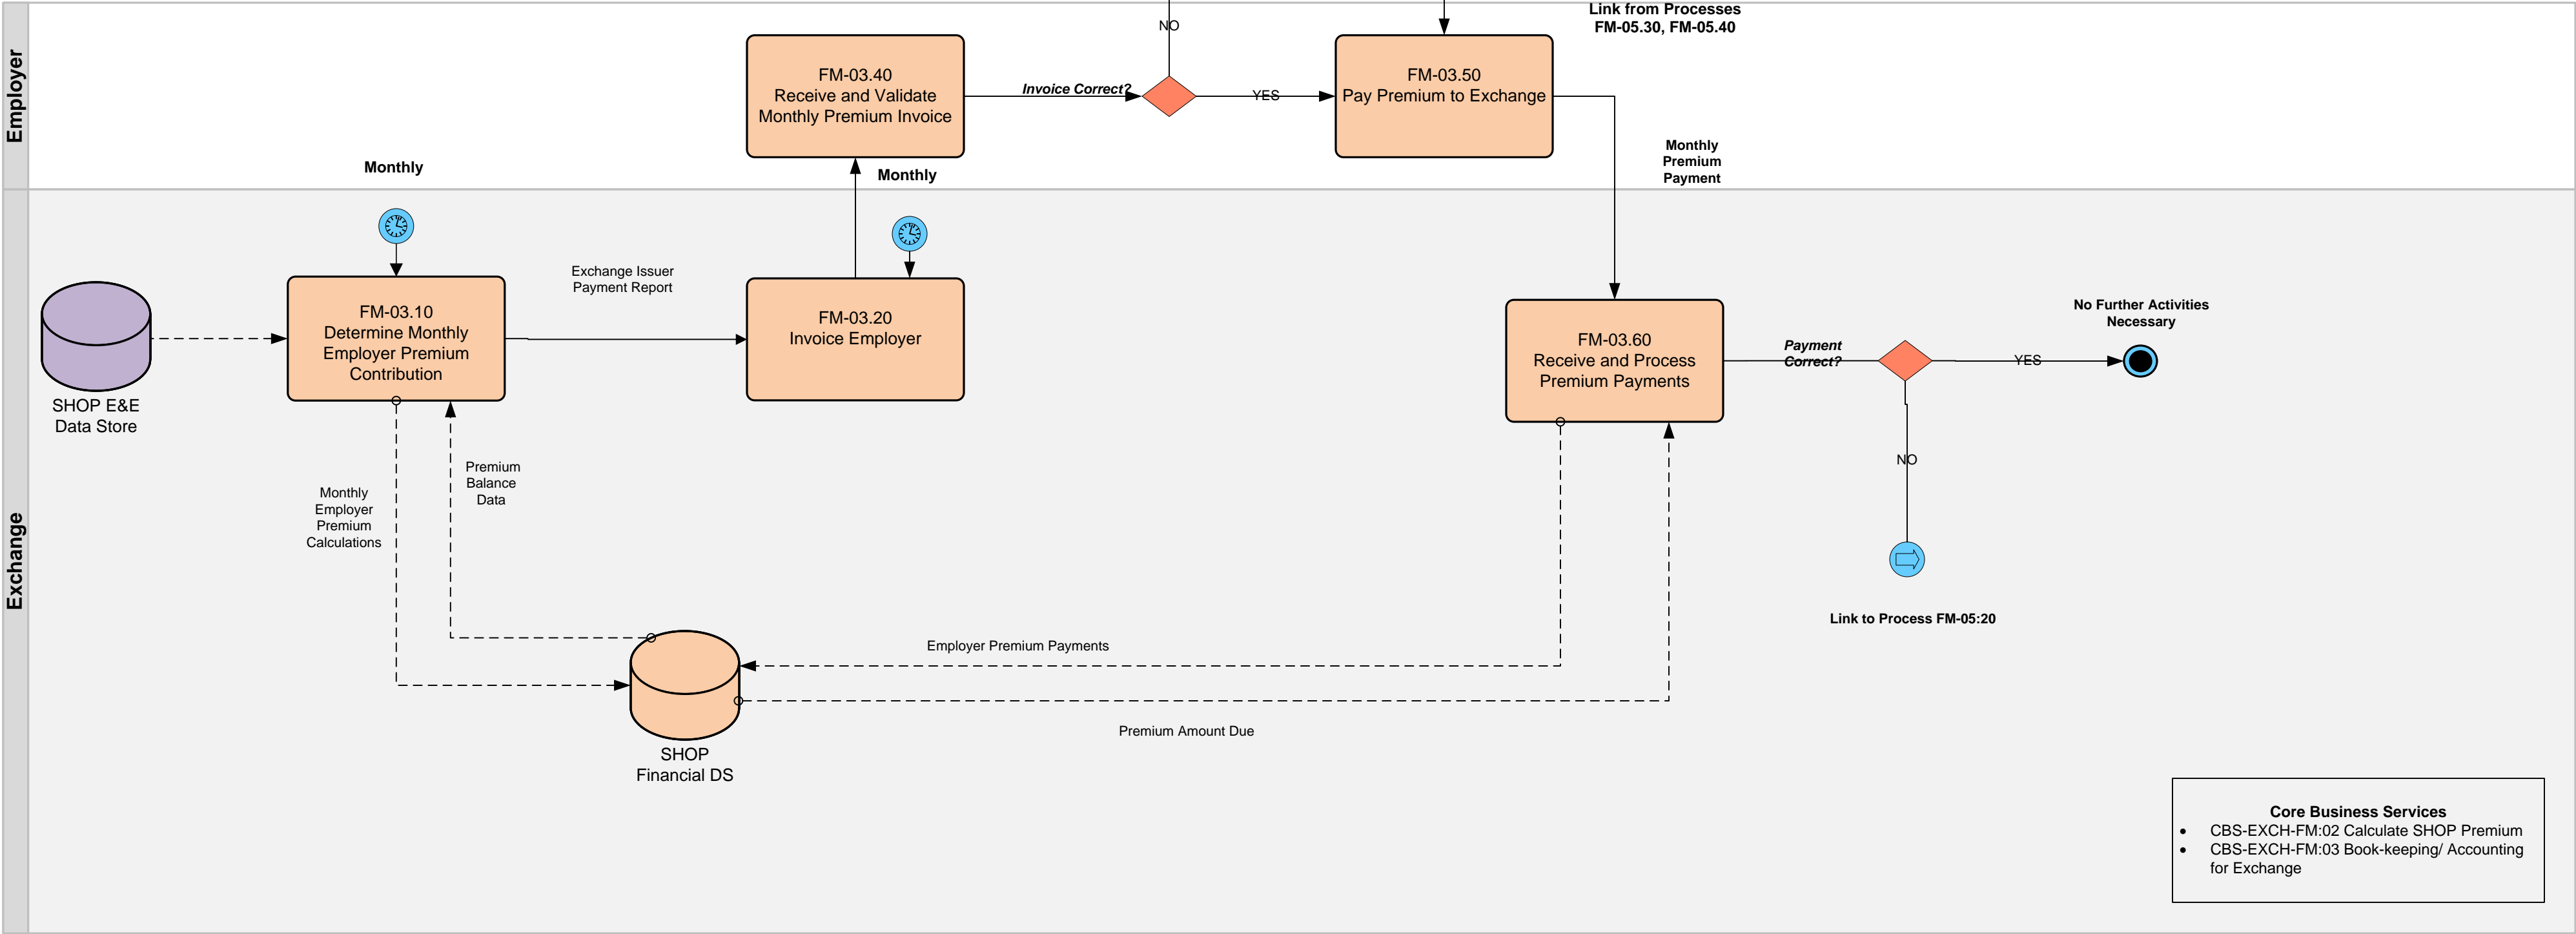 Employer
NO
Link from Processes
FM-05.30, FM-05.40
FM-03.40
Receive and Validate
Monthly Premium Invoice
Invoice Correct?
YES
FM-03.50
Pay Premium to Exchange
Monthly
Monthly
Monthly
Premium
Payment
Exchange
SHOP E&E
Data Store
FM-03.10
Determine Monthly
Employer Premium
Contribution
Exchange Issuer
Payment Report
FM-03.20
Invoice Employer
FM-03.60
Receive and Process
Premium Payments
Payment
Correct?
YES
No Further Activities
Necessary
NO
Link to Process FM-05:20
Monthly
Employer
Premium
Calculations
Premium
Balance
Data
Employer Premium Payments
Premium Amount Due
SHOP
Financial DS
Core Business Services
• CBS-EXCH-FM:02 Calculate SHOP Premium
• CBS-EXCH-FM:03 Book-keeping/ Accounting
for Exchange